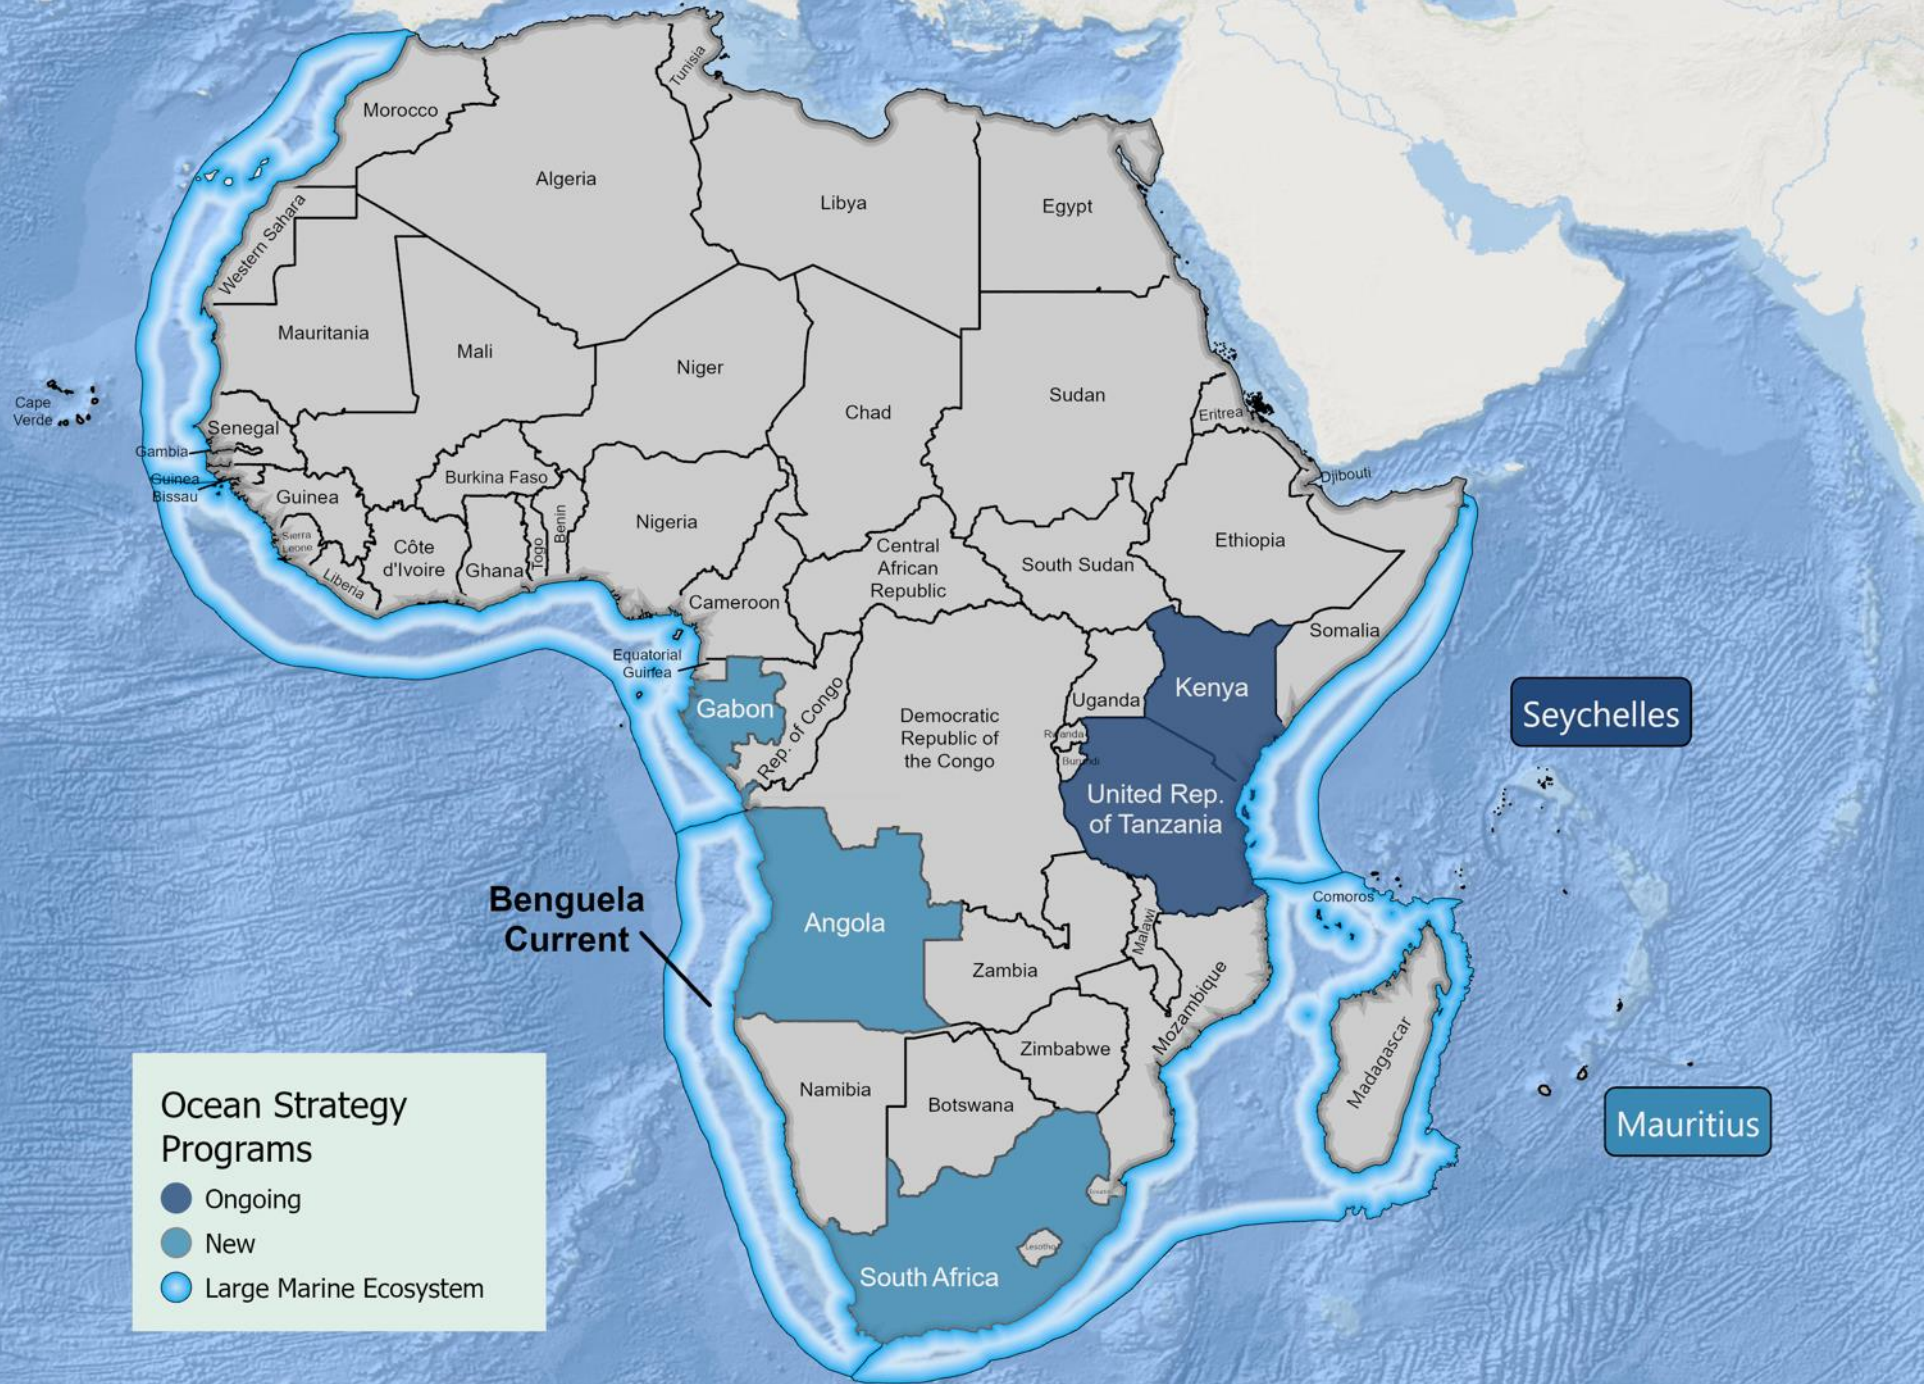 Tunisia
Morocco
Algeria
Libya
Egypt
Western Sahara
Mauritania
Mali
Niger
Chad
Sudan
Eritrea
Cape
Verde
Senegal
Gambia
Guinea
Bissau
Guinea
Burkina Faso
Djibouti
Sierra
Leone
Côte
d'Ivoire
Ghana
Togo
Benin
Nigeria
Central
African
Republic
South Sudan
Ethiopia
Liberia
Cameroon
Somalia
Equatorial
Guinea
Gabon
Rep. of Congo
Democratic
Republic of
the Congo
Uganda
Kenya
Seychelles
Rwanda
Burundi
United Rep.
of Tanzania
Benguela
Current
Angola
Comoros
Zambia
Malawi
Mozambique
Madagascar
Zimbabwe
Namibia
Botswana
Mauritius
Lesotho
South Africa
Ocean Strategy
Programs
Ongoing
New
Large Marine Ecosystem